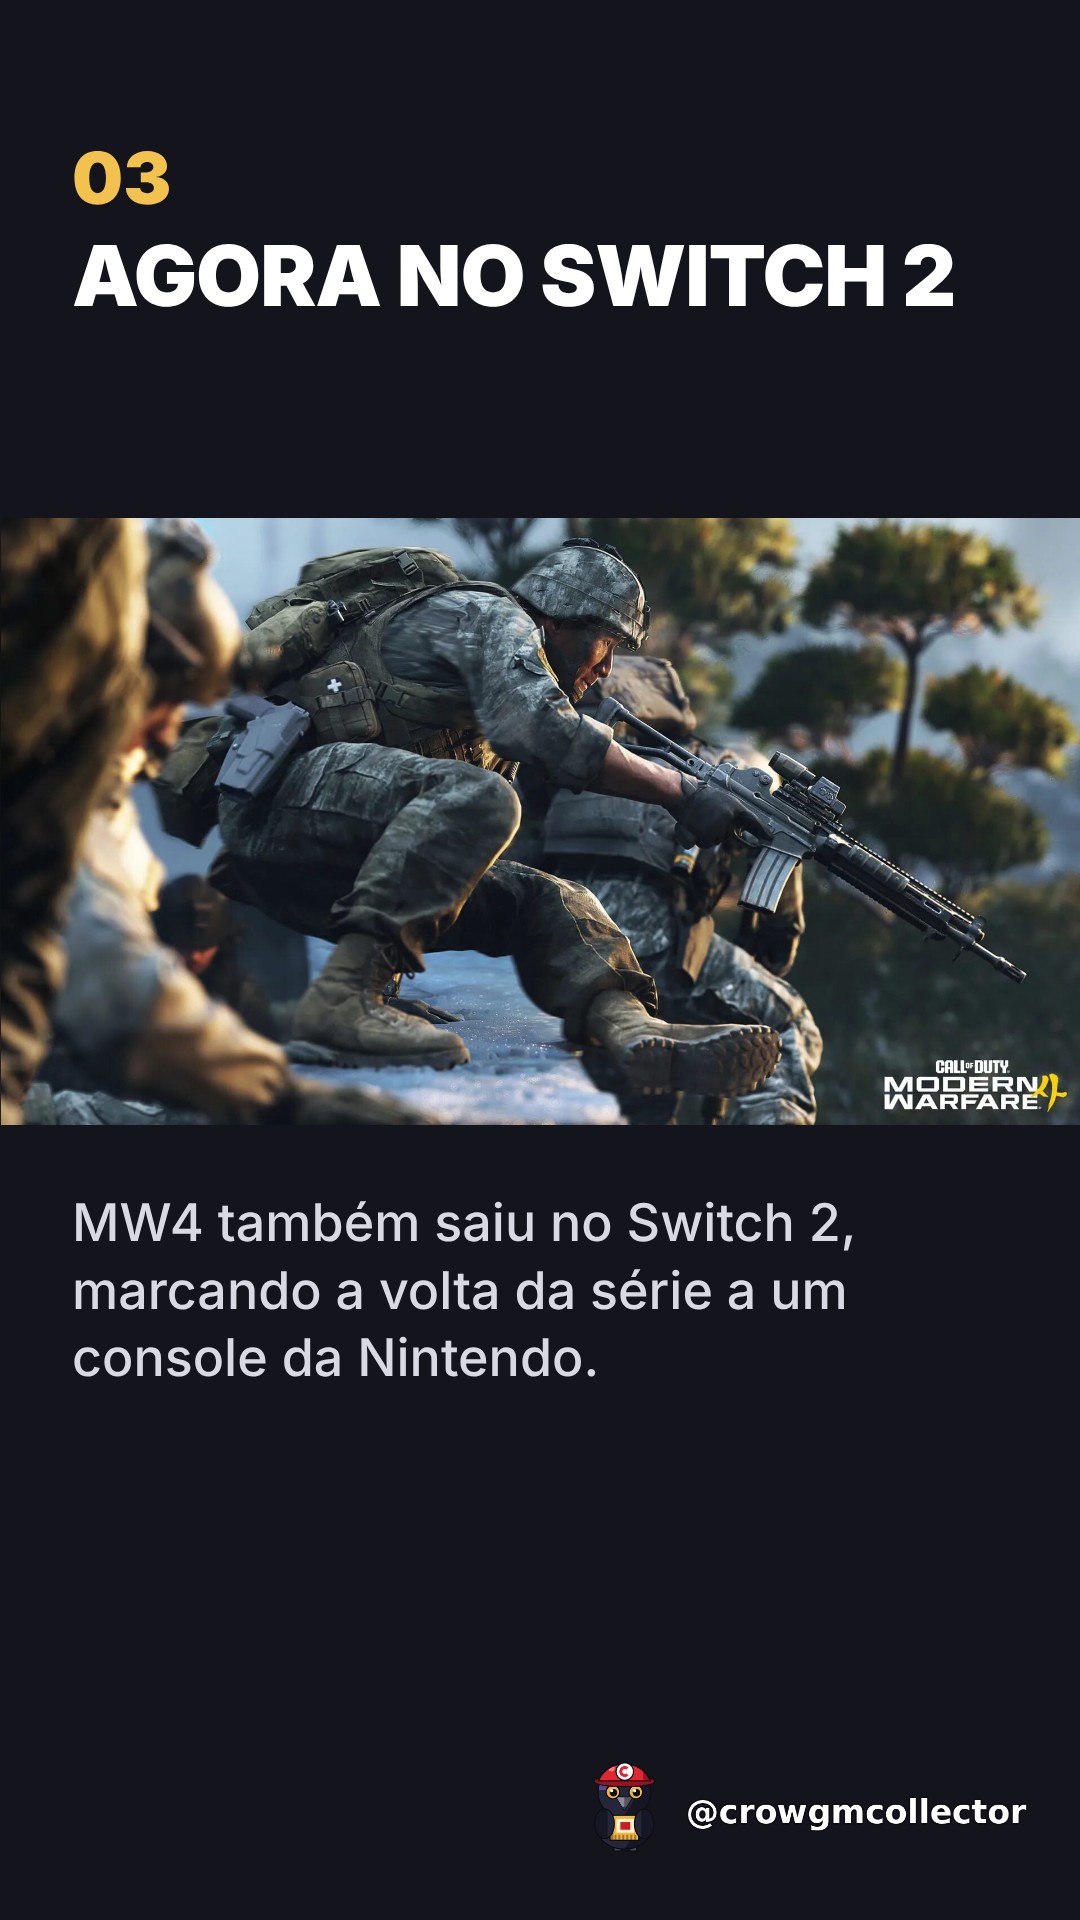 03
AGORA NO SWITCH 2
CALL OF DUTY
MODERN
WARFARE 4
MW4 também saiu no Switch 2,
marcando a volta da série a um
console da Nintendo.
C
@crowgmcollector